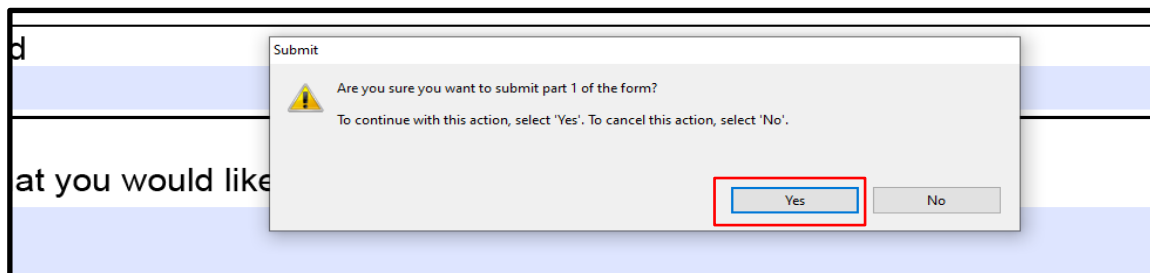 d
Submit
Are you sure you want to submit part 1 of the form?
To continue with this action, select 'Yes'. To cancel this action, select 'No'.
at you would like
Yes
No